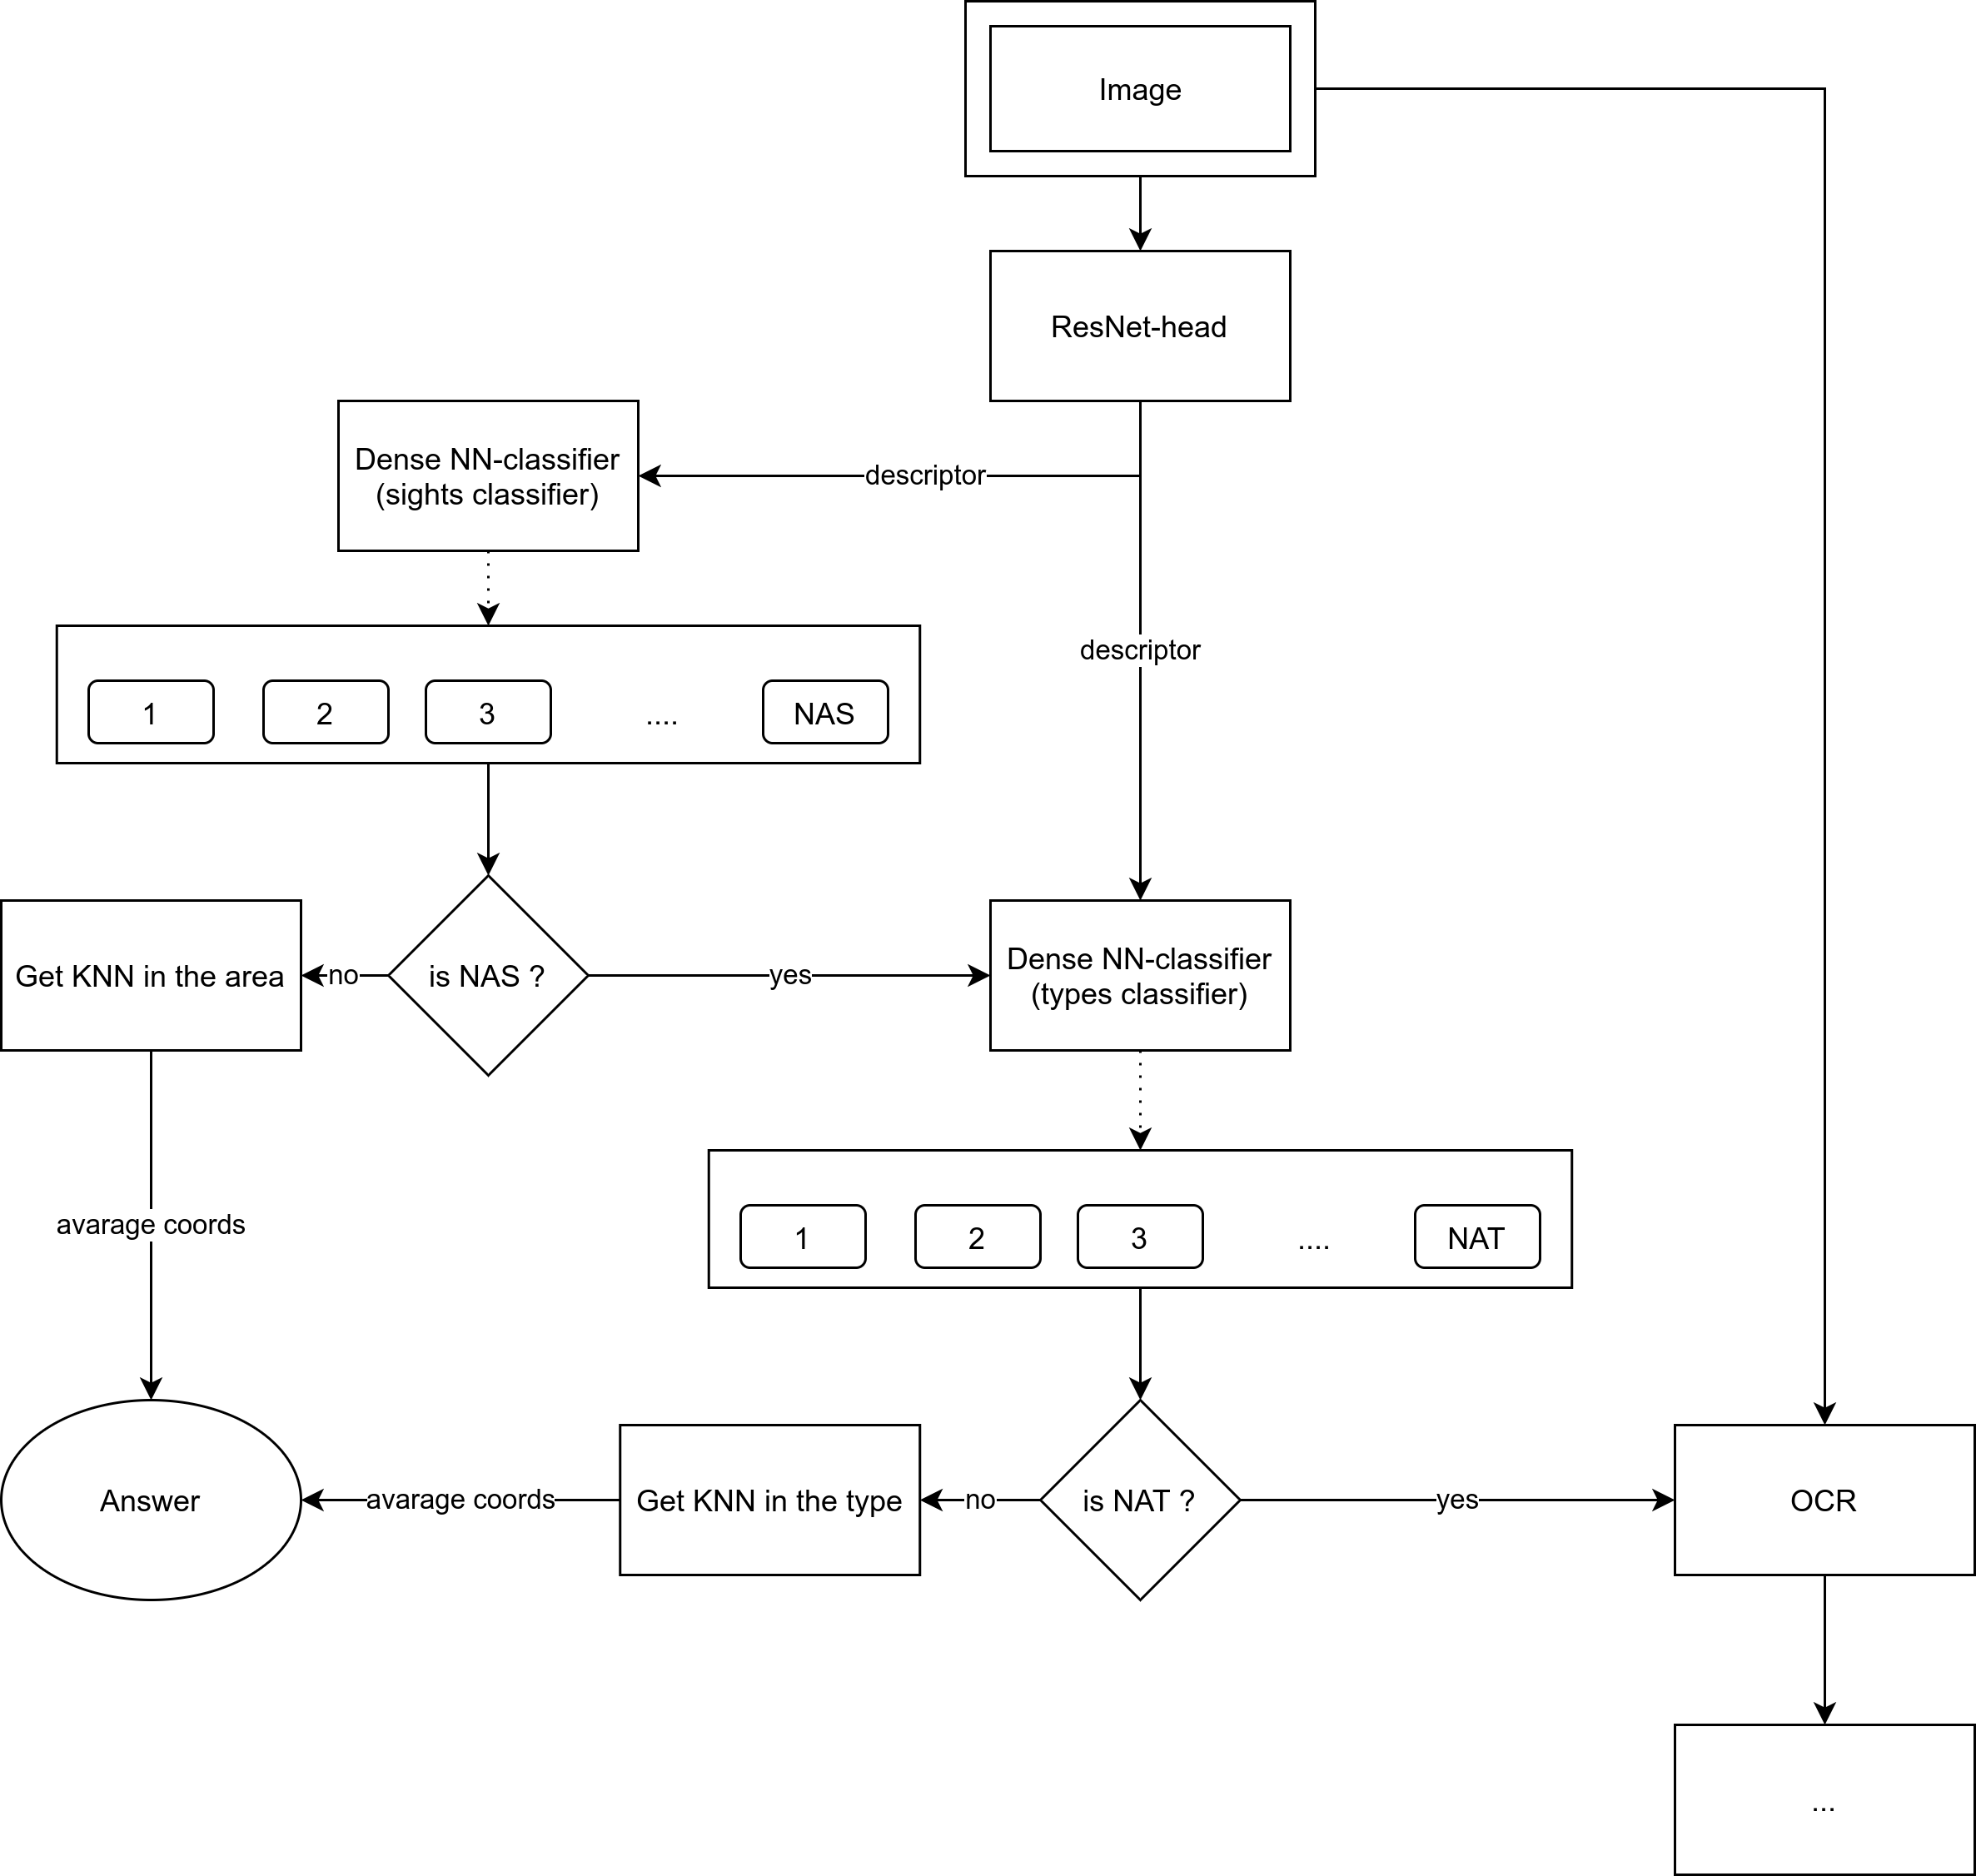 Image
ResNet-head
Dense NN-classifier
(sights classifier)
descriptor
descriptor
1
2
3
....
NAS
Get KNN in the area
no
is NAS ?
yes
Dense NN-classifier
(types classifier)
avarage coords
1
2
3
....
NAT
Answer
avarage coords
Get KNN in the type
no
is NAT ?
yes
OCR
...